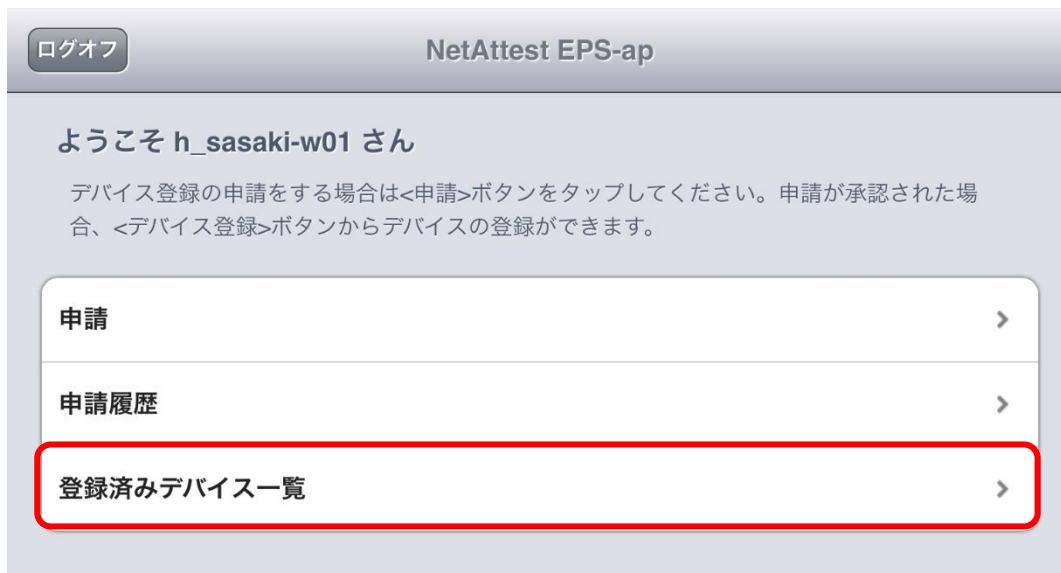 ログオフ
NetAttest EPS-ap
ようこそ h_sasaki-w01 さん
デバイス登録の申請をする場合は<申請>ボタンをタップしてください。申請が承認された場
合、<デバイス登録>ボタンからデバイスの登録ができます。
申請
申請履歴
登録済みデバイス一覧